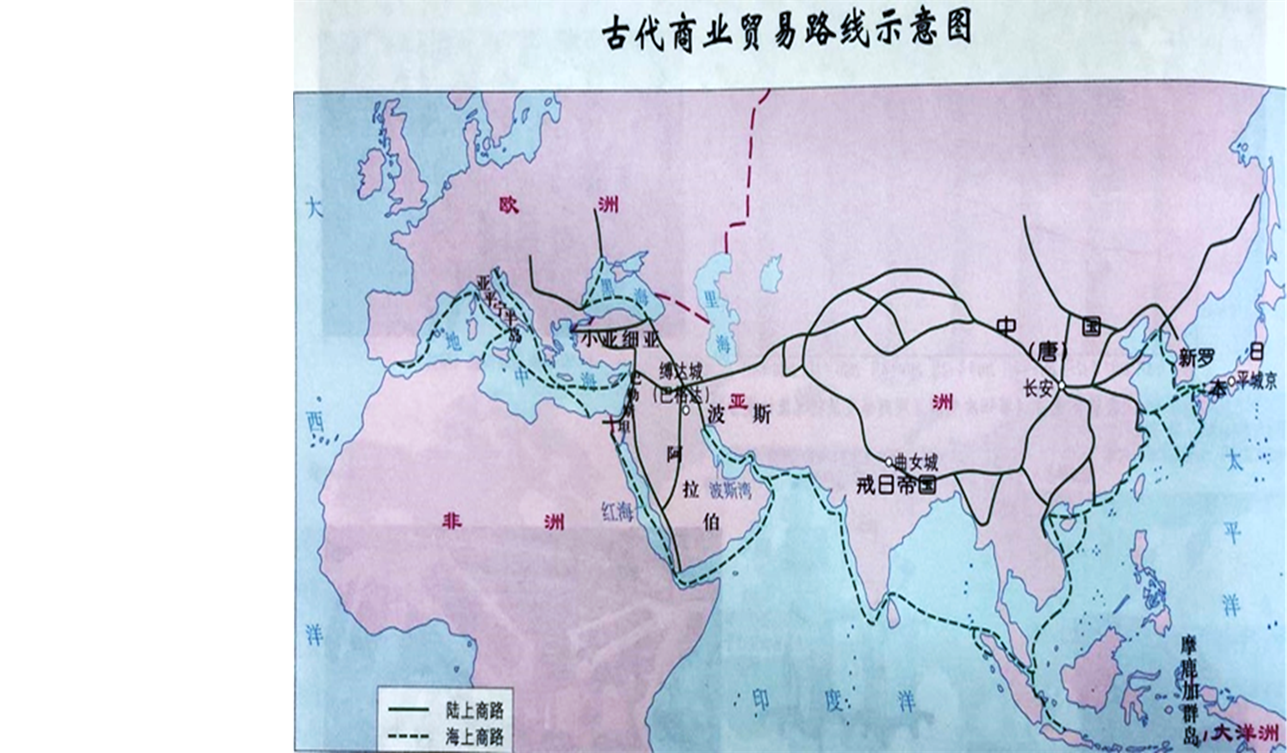 古代商业贸易路线示意图
大西洋
欧洲
亚平宁半岛
地中海
黑海
里海
小亚细亚
巴勒斯坦
缚达城
(巴格达)
波斯
亚洲
阿拉伯
波斯湾
红海
非洲
中国
(唐)
长安
新罗
日本
平城京
曲女城
戒日帝国
太平洋
印度洋
摩鹿加群岛
大洋洲
陆上商路
海上商路